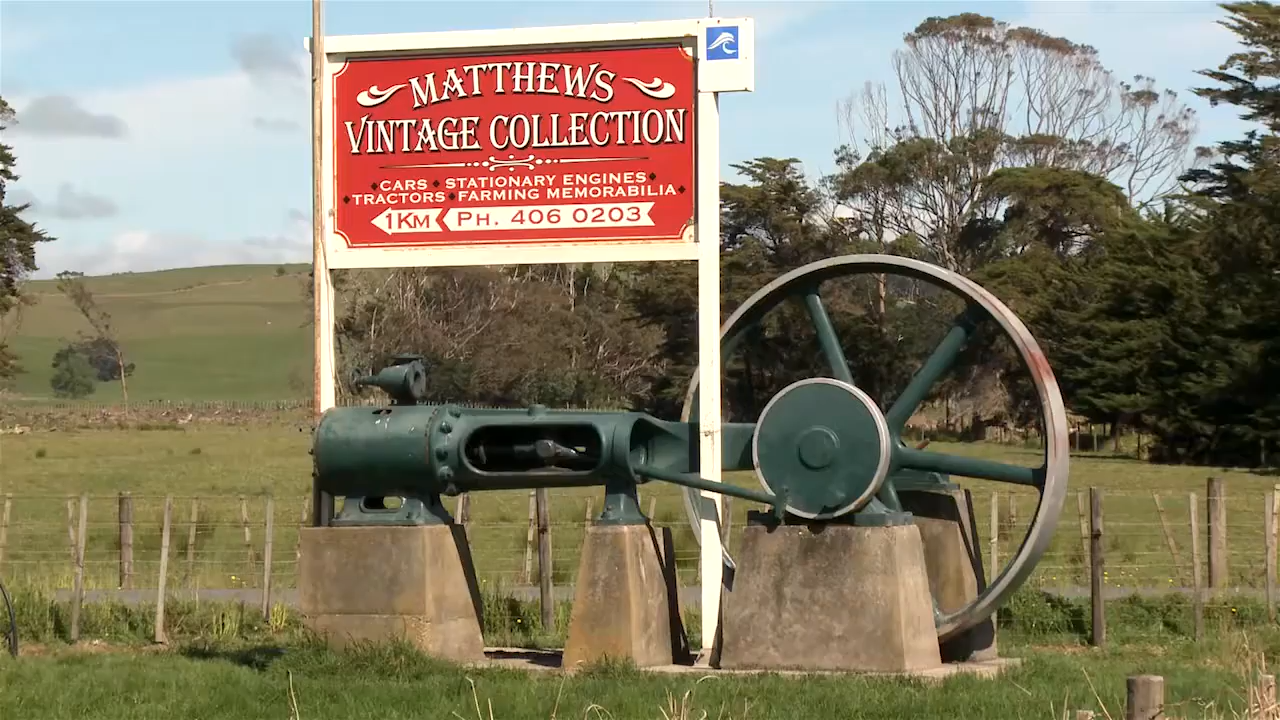 MATTHEWS
VINTAGE COLLECTION
CARS ◆ STATIONARY ENGINES ◆
◆ TRACTORS ◆ FARMING MEMORABILIA ◆
1KM PH. 406 0203